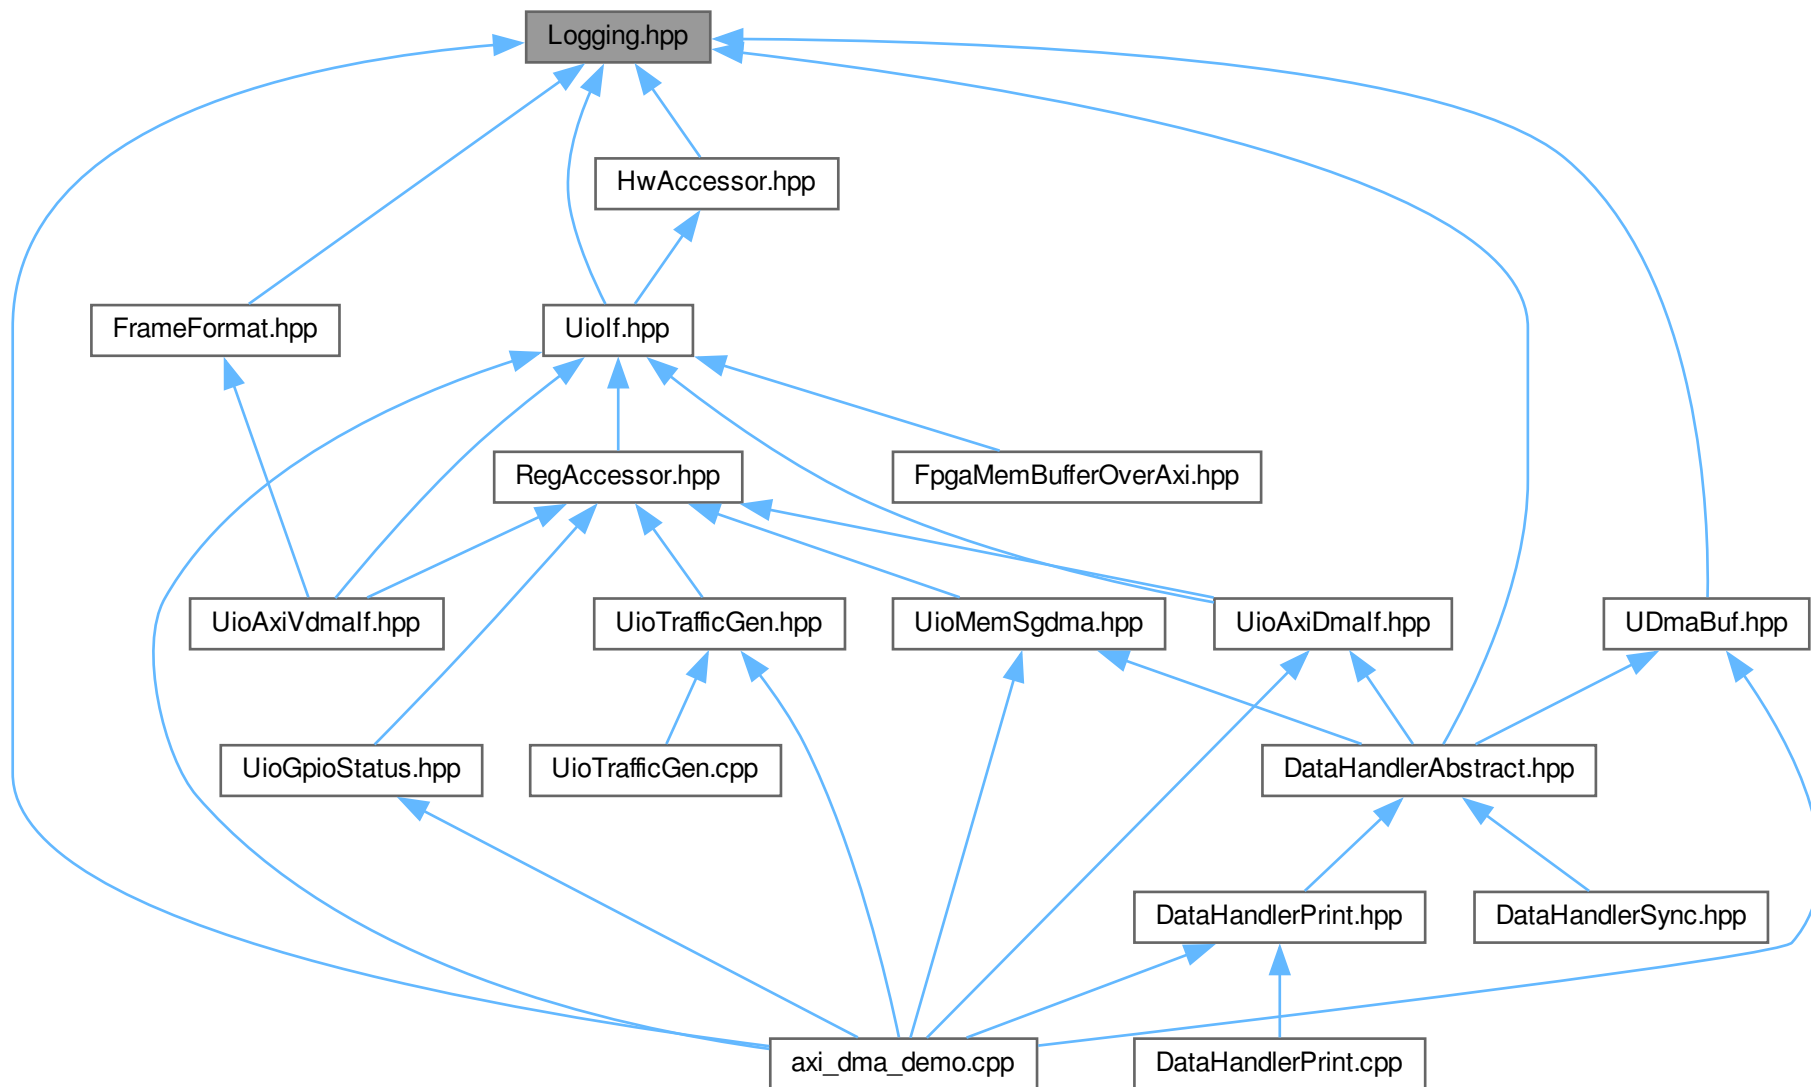 Logging.hpp
HwAccessor.hpp
FrameFormat.hpp
UioIf.hpp
RegAccessor.hpp
FpgaMemBufferOverAxi.hpp
UioAxiVdmaIf.hpp
UioTrafficGen.hpp
UioMemSgdma.hpp
UioAxiDmaIf.hpp
UDmaBuf.hpp
UioGpioStatus.hpp
UioTrafficGen.cpp
DataHandlerAbstract.hpp
DataHandlerPrint.hpp
DataHandlerSync.hpp
axi_dma_demo.cpp
DataHandlerPrint.cpp